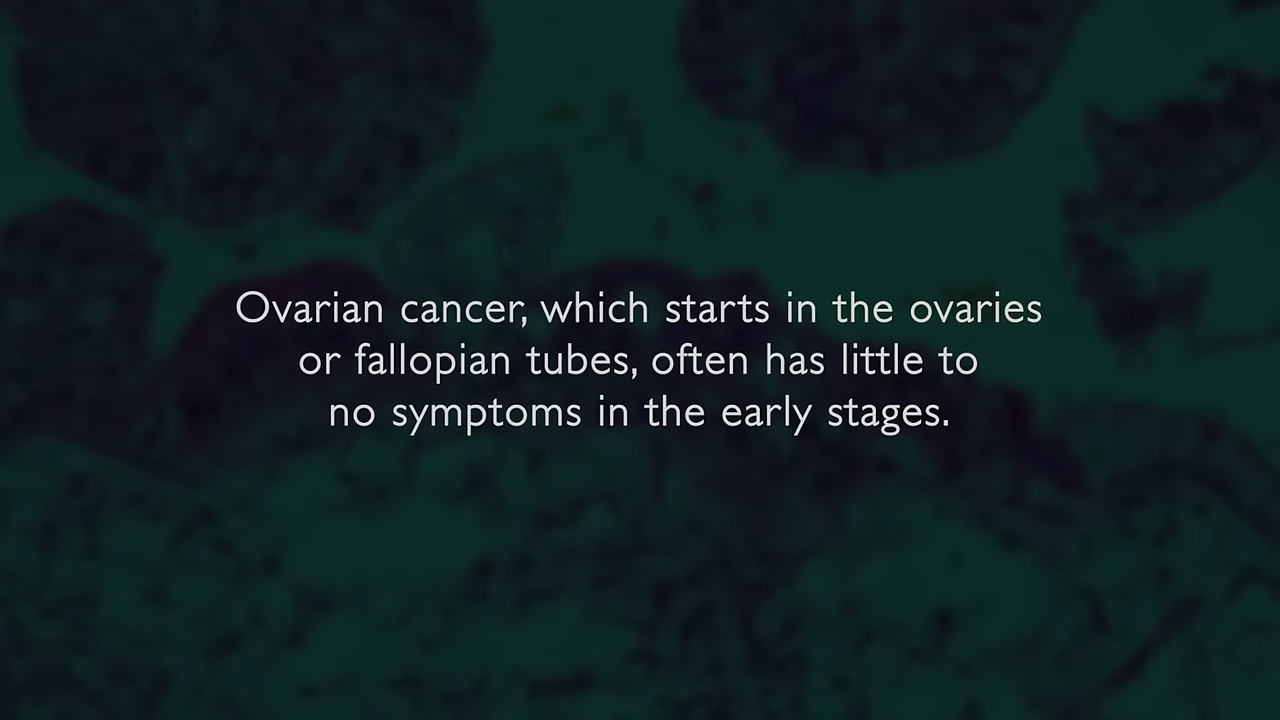 Ovarian cancer, which starts in the ovaries
or fallopian tubes, often has little to
no symptoms in the early stages.